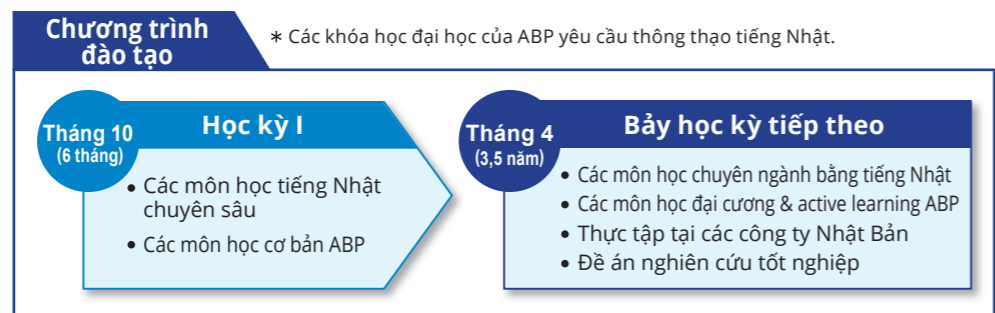 Chương trình
đào tạo
* Các khóa học đại học của ABP yêu cầu thông thạo tiếng Nhật.
Tháng 10
(6 tháng)
Học kỳ I
• Các môn học tiếng Nhật
chuyên sâu
• Các môn học cơ bản ABP
Tháng 4
(3,5 năm)
Bảy học kỳ tiếp theo
• Các môn học chuyên ngành bằng tiếng Nhật
• Các môn học đại cương & active learning ABP
• Thực tập tại các công ty Nhật Bản
• Đề án nghiên cứu tốt nghiệp